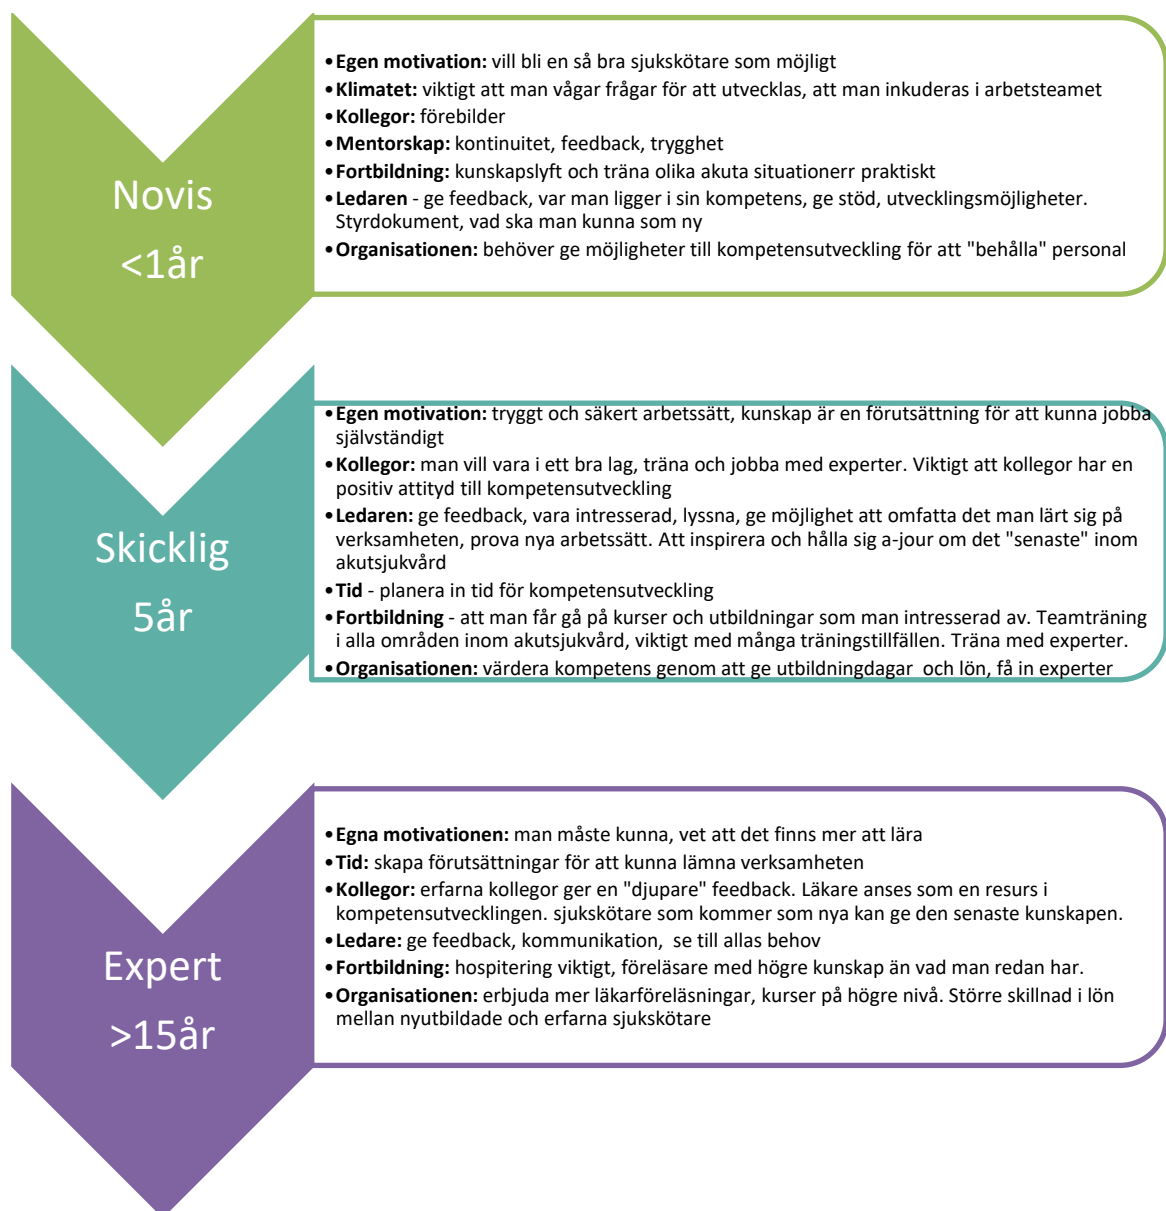 Novis
<1år
•Egen motivation: vill bli en så bra sjukskötare som möjligt
•Klimatet: viktigt att man vågar frågar för att utvecklas, att man inkuderas i arbetsteamet
•Kollegor: förebilder
•Mentorskap: kontinuitet, feedback, trygghet
•Fortbildning: kunskapslyft och träna olika akuta situationerr praktiskt
•Ledaren - ge feedback, var man ligger i sin kompetens, ge stöd, utvecklingsmöjligheter.
Styrdokument, vad ska man kunna som ny
•Organisationen: behöver ge möjligheter till kompetensutveckling för att "behålla" personal
Skicklig
5år
•Egen motivation: tryggt och säkert arbetssätt, kunskap är en förutsättning för att kunna jobba
självständigt
•Kollegor: man vill vara i ett bra lag, träna och jobba med experter. Viktigt att kollegor har en
positiv attityd till kompetensutveckling
•Ledaren: ge feedback, vara intresserad, lyssna, ge möjlighet att omfatta det man lärt sig på
verksamheten, prova nya arbetssätt. Att inspirera och hålla sig a-jour om det "senaste" inom
akutsjukvård
•Tid - planera in tid för kompetensutveckling
•Fortbildning - att man får gå på kurser och utbildningar som man intresserad av. Teamträning
i alla områden inom akutsjukvård, viktigt med många träningstillfällen. Träna med experter.
•Organisationen: värdera kompetens genom att ge utbildningdagar och lön, få in experter
Expert
>15år
•Egna motivationen: man måste kunna, vet att det finns mer att lära
•Tid: skapa förutsättningar för att kunna lämna verksamheten
•Kollegor: erfarna kollegor ger en "djupare" feedback. Läkare anses som en resurs i
kompetensutvecklingen. sjukskötare som kommer som nya kan ge den senaste kunskapen.
•Ledare: ge feedback, kommunikation, se till allas behov
•Fortbildning: hospitering viktigt, föreläsare med högre kunskap än vad man redan har.
•Organisationen: erbjuda mer läkarföreläsningar, kurser på högre nivå. Större skillnad i lön
mellan nyutbildade och erfarna sjukskötare